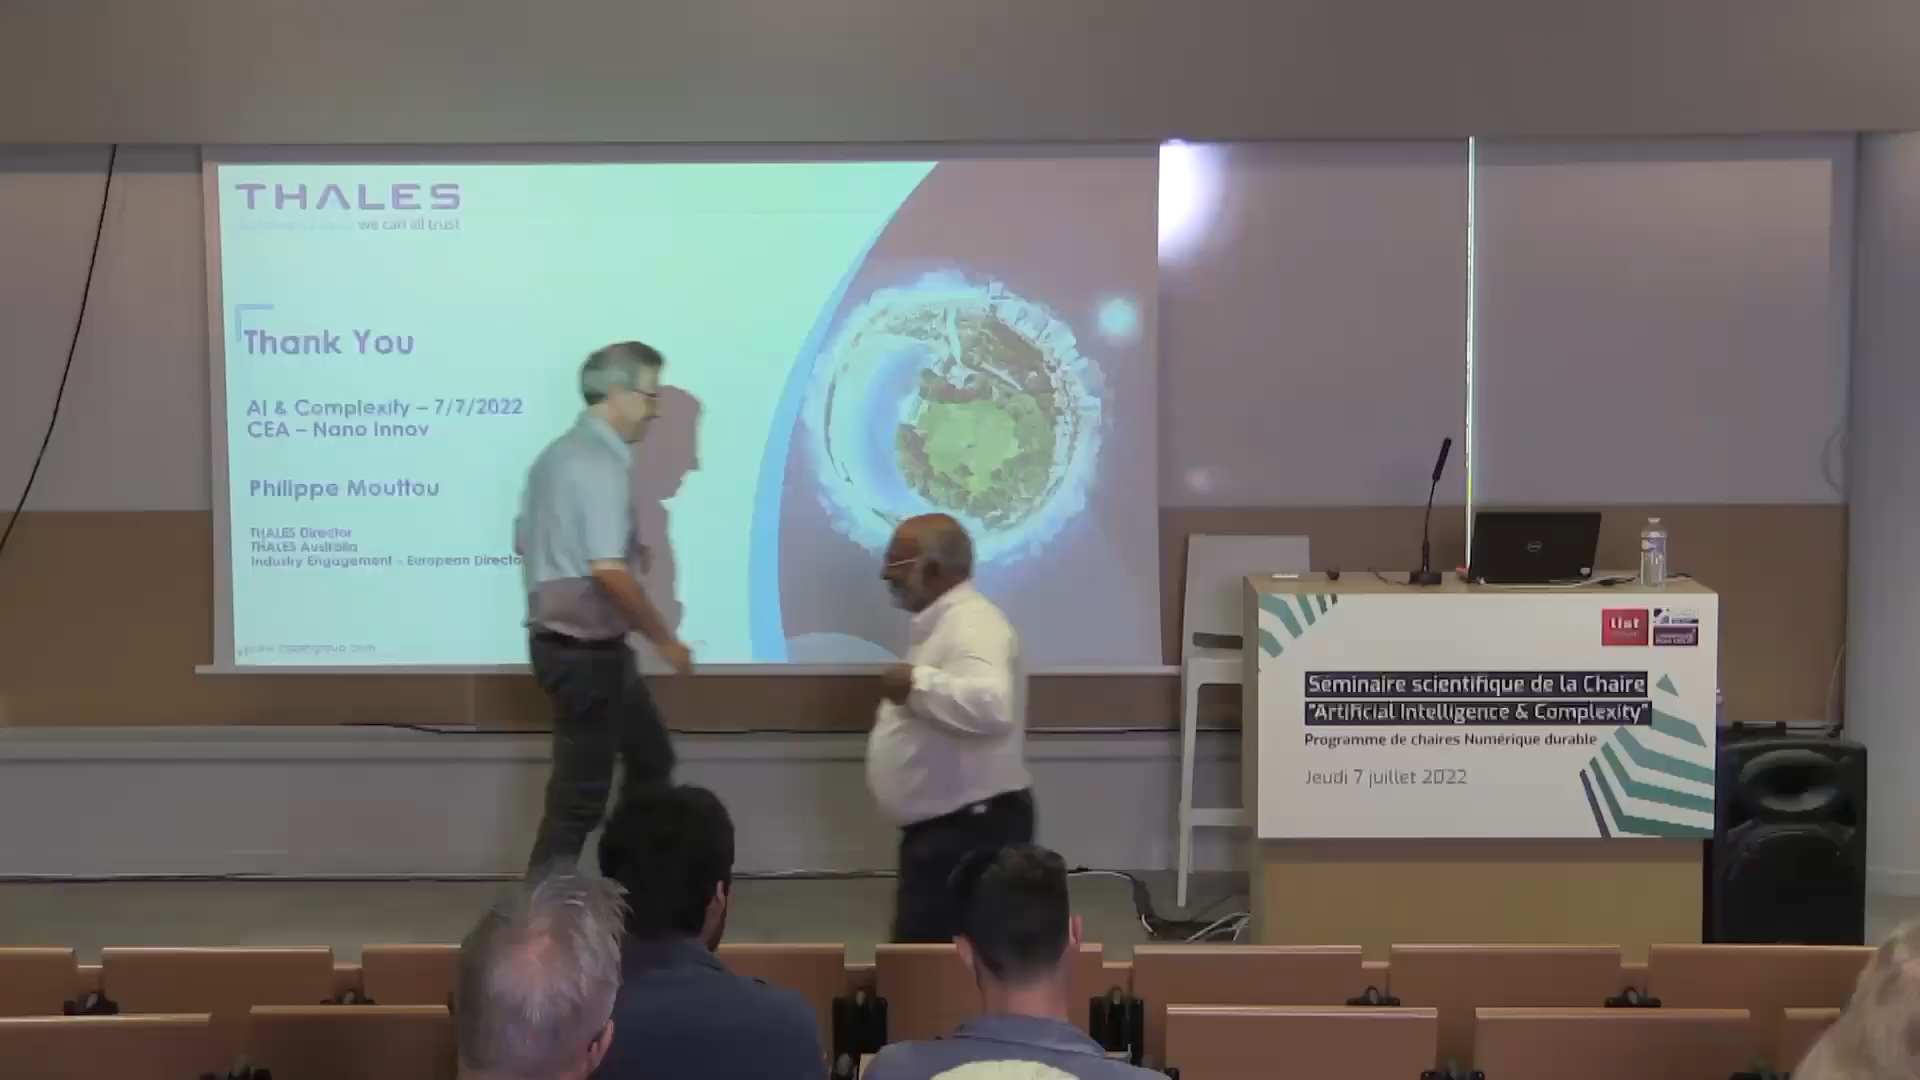 THALES
we can all trust
Thank You
AI & Complexity – 7/7/2022
CEA – Nano Innov
Philippe Mouttou
THALES Director
THALES Australia
Industry Engagement – European Director
list
Séminaire scientifique de la Chaire
"Artificial Intelligence & Complexity"
Programme de chaires Numérique durable
Jeudi 7 juillet 2022